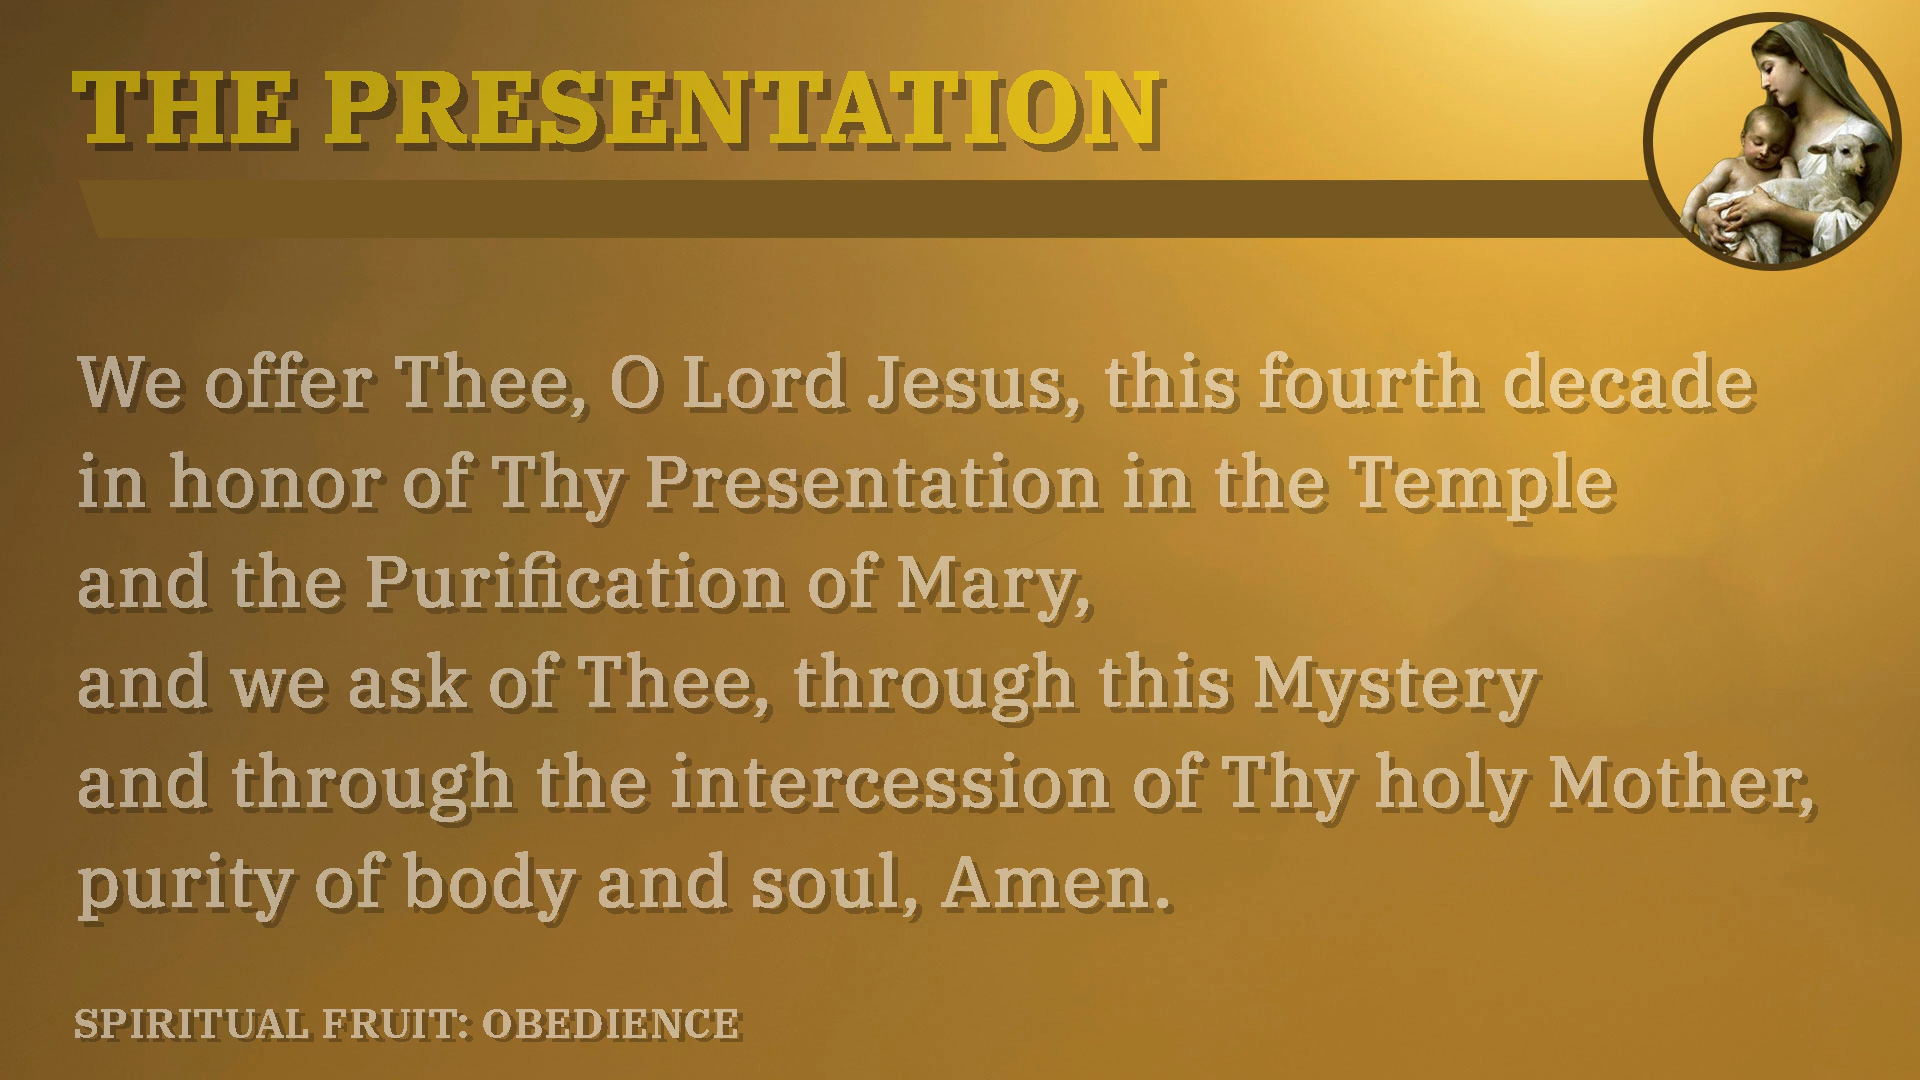 THE PRESENTATION
We offer Thee, O Lord Jesus, this fourth decade
in honor of Thy Presentation in the Temple
and the Purification of Mary,
and we ask of Thee, through this Mystery
and through the intercession of Thy holy Mother,
purity of body and soul, Amen.
SPIRITUAL FRUIT: OBEDIENCE